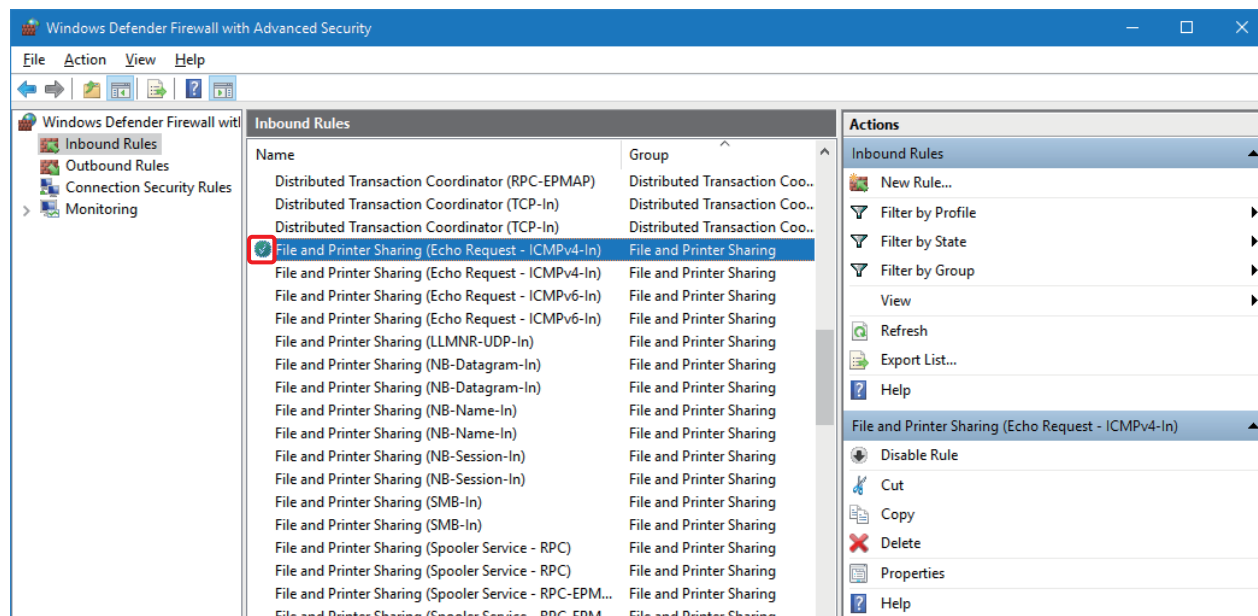 Windows Defender Firewall with Advanced Security
File Action View Help
Windows Defender Firewall witl
Inbound Rules
Outbound Rules
Connection Security Rules
Monitoring
Inbound Rules
Name Group
Distributed Transaction Coordinator (RPC-EPMAP) Distributed Transaction Coo...
Distributed Transaction Coordinator (TCP-In) Distributed Transaction Coo...
Distributed Transaction Coordinator (TCP-In) Distributed Transaction Coo...
File and Printer Sharing (Echo Request - ICMPv4-In) File and Printer Sharing
File and Printer Sharing (Echo Request - ICMPv4-In) File and Printer Sharing
File and Printer Sharing (Echo Request - ICMPv6-In) File and Printer Sharing
File and Printer Sharing (Echo Request - ICMPv6-In) File and Printer Sharing
File and Printer Sharing (LLMNR-UDP-In) File and Printer Sharing
File and Printer Sharing (NB-Datagram-In) File and Printer Sharing
File and Printer Sharing (NB-Datagram-In) File and Printer Sharing
File and Printer Sharing (NB-Name-In) File and Printer Sharing
File and Printer Sharing (NB-Name-In) File and Printer Sharing
File and Printer Sharing (NB-Session-In) File and Printer Sharing
File and Printer Sharing (NB-Session-In) File and Printer Sharing
File and Printer Sharing (SMB-In) File and Printer Sharing
File and Printer Sharing (SMB-In) File and Printer Sharing
File and Printer Sharing (Spooler Service - RPC) File and Printer Sharing
File and Printer Sharing (Spooler Service - RPC) File and Printer Sharing
File and Printer Sharing (Spooler Service - RPC-EPM... File and Printer Sharing
File and Printer Sharing (Spooler Service - RPC-EPM... File and Printer Sharing
Actions
Inbound Rules
New Rule...
Filter by Profile
Filter by State
Filter by Group
View
Refresh
Export List...
Help
File and Printer Sharing (Echo Request - ICMPv4-In)
Disable Rule
Cut
Copy
Delete
Properties
Help